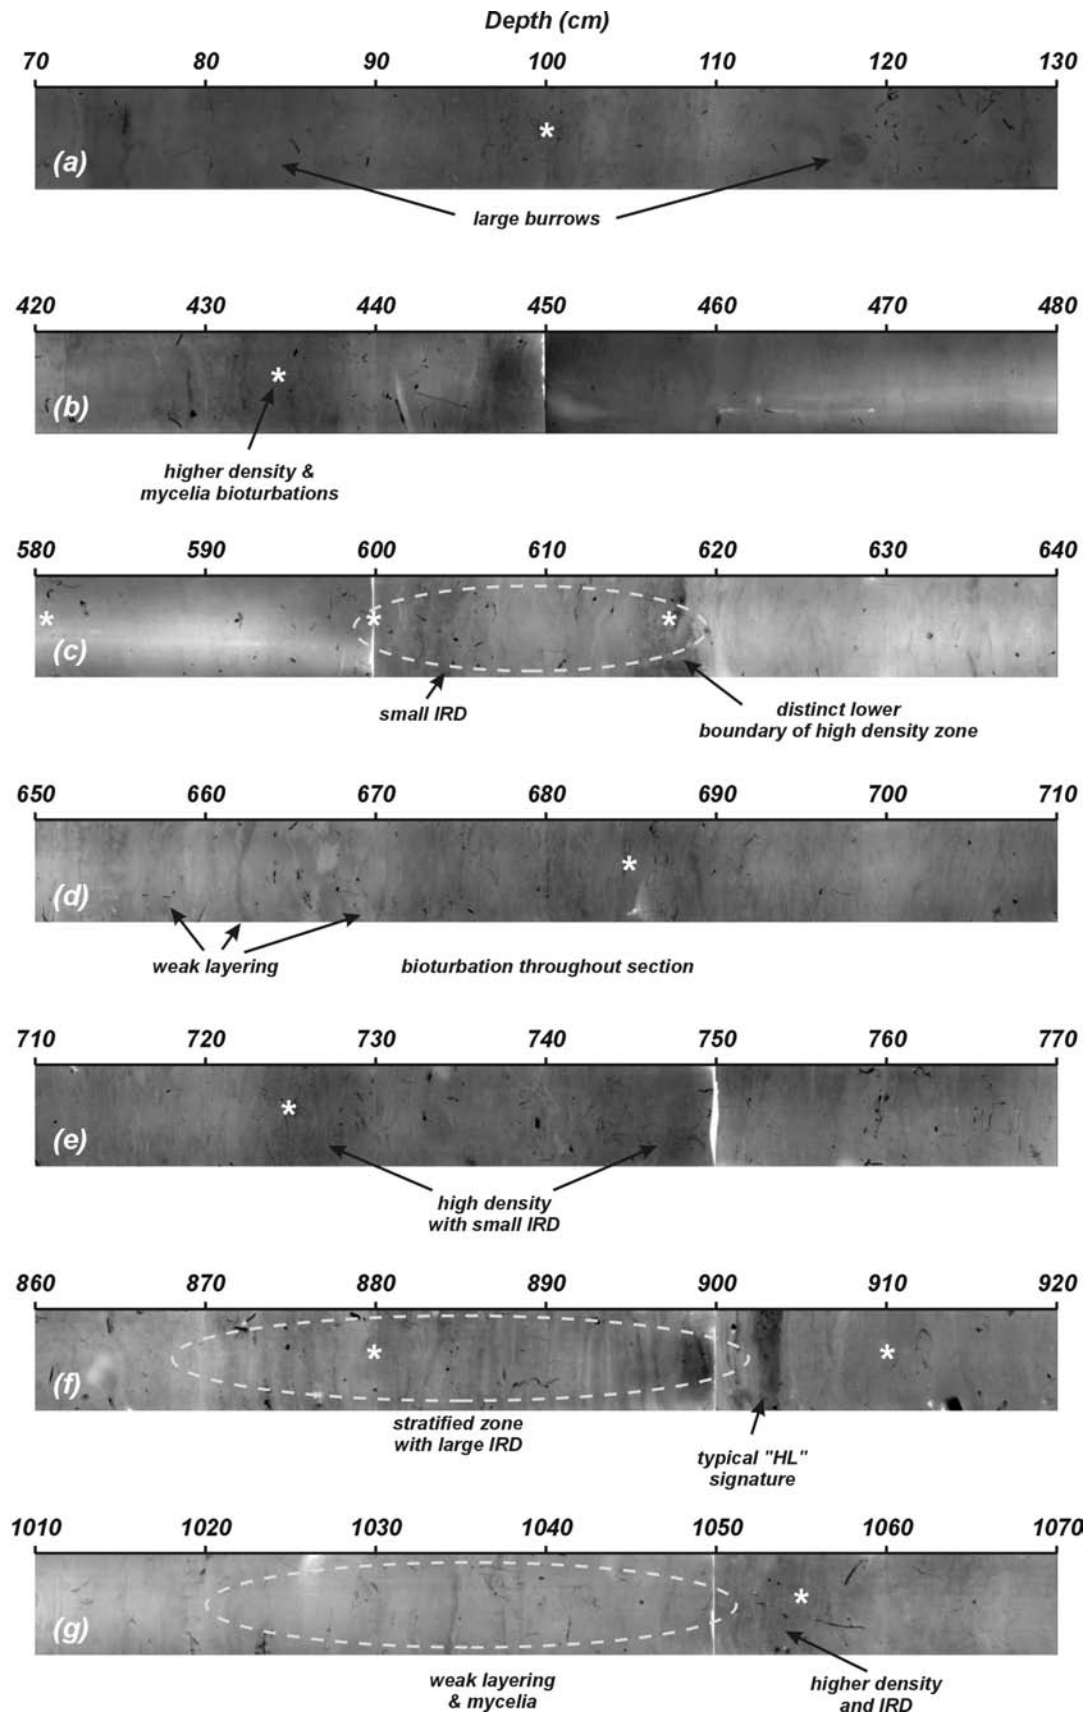 Depth (cm)
70 80 90 100 110 120 130
*
(a)
large burrows
420 430 440 450 460 470 480
*
(b)
higher density &
mycelia bioturbations
580 590 600 610 620 630 640
* * *
(c)
small IRD
distinct lower
boundary of high density zone
650 660 670 680 690 700 710
*
(d)
weak layering
bioturbation throughout section
710 720 730 740 750 760 770
*
(e)
high density
with small IRD
860 870 880 890 900 910 920
* *
(f)
stratified zone
with large IRD
typical "HL"
signature
1010 1020 1030 1040 1050 1060 1070
*
(g)
weak layering
& mycelia
higher density
and IRD